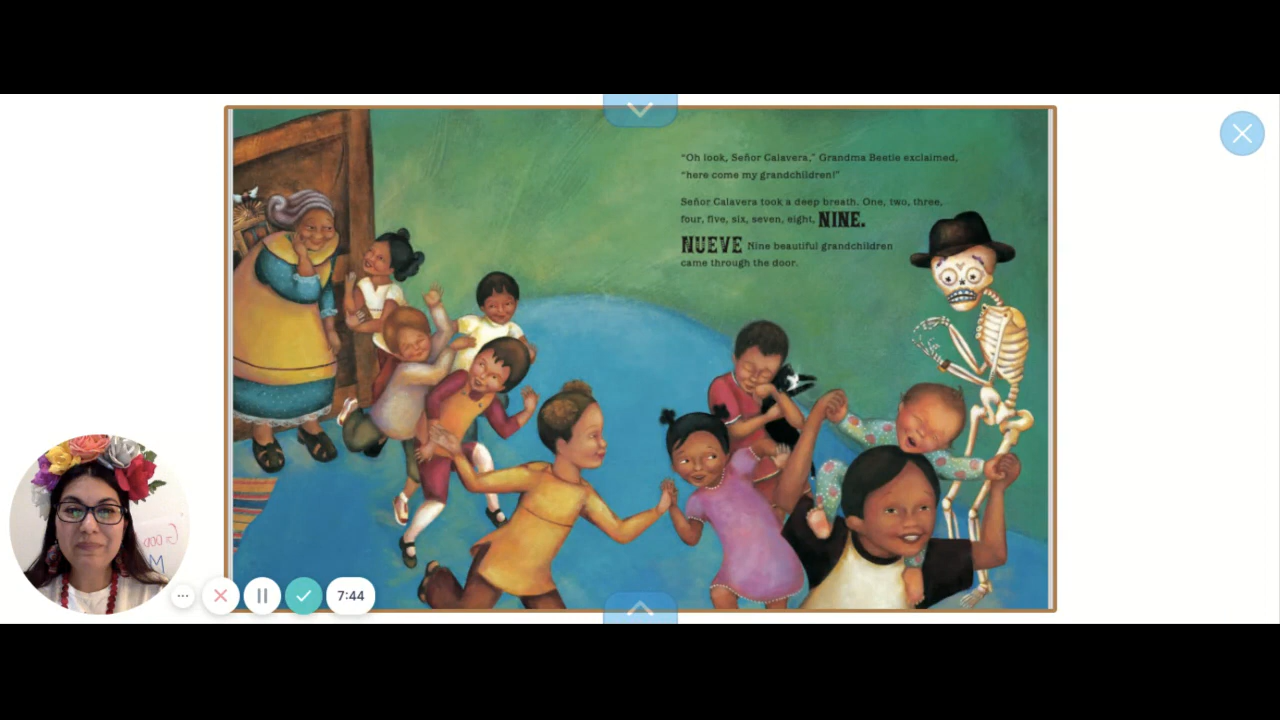 "Oh look, Señor Calavera," Grandma Beetle exclaimed,
"here come my grandchildren!"
Señor Calavera took a deep breath. One, two, three,
four, five, six, seven, eight, NINE.
NUEVE Nine beautiful grandchildren
came through the door.
7:44